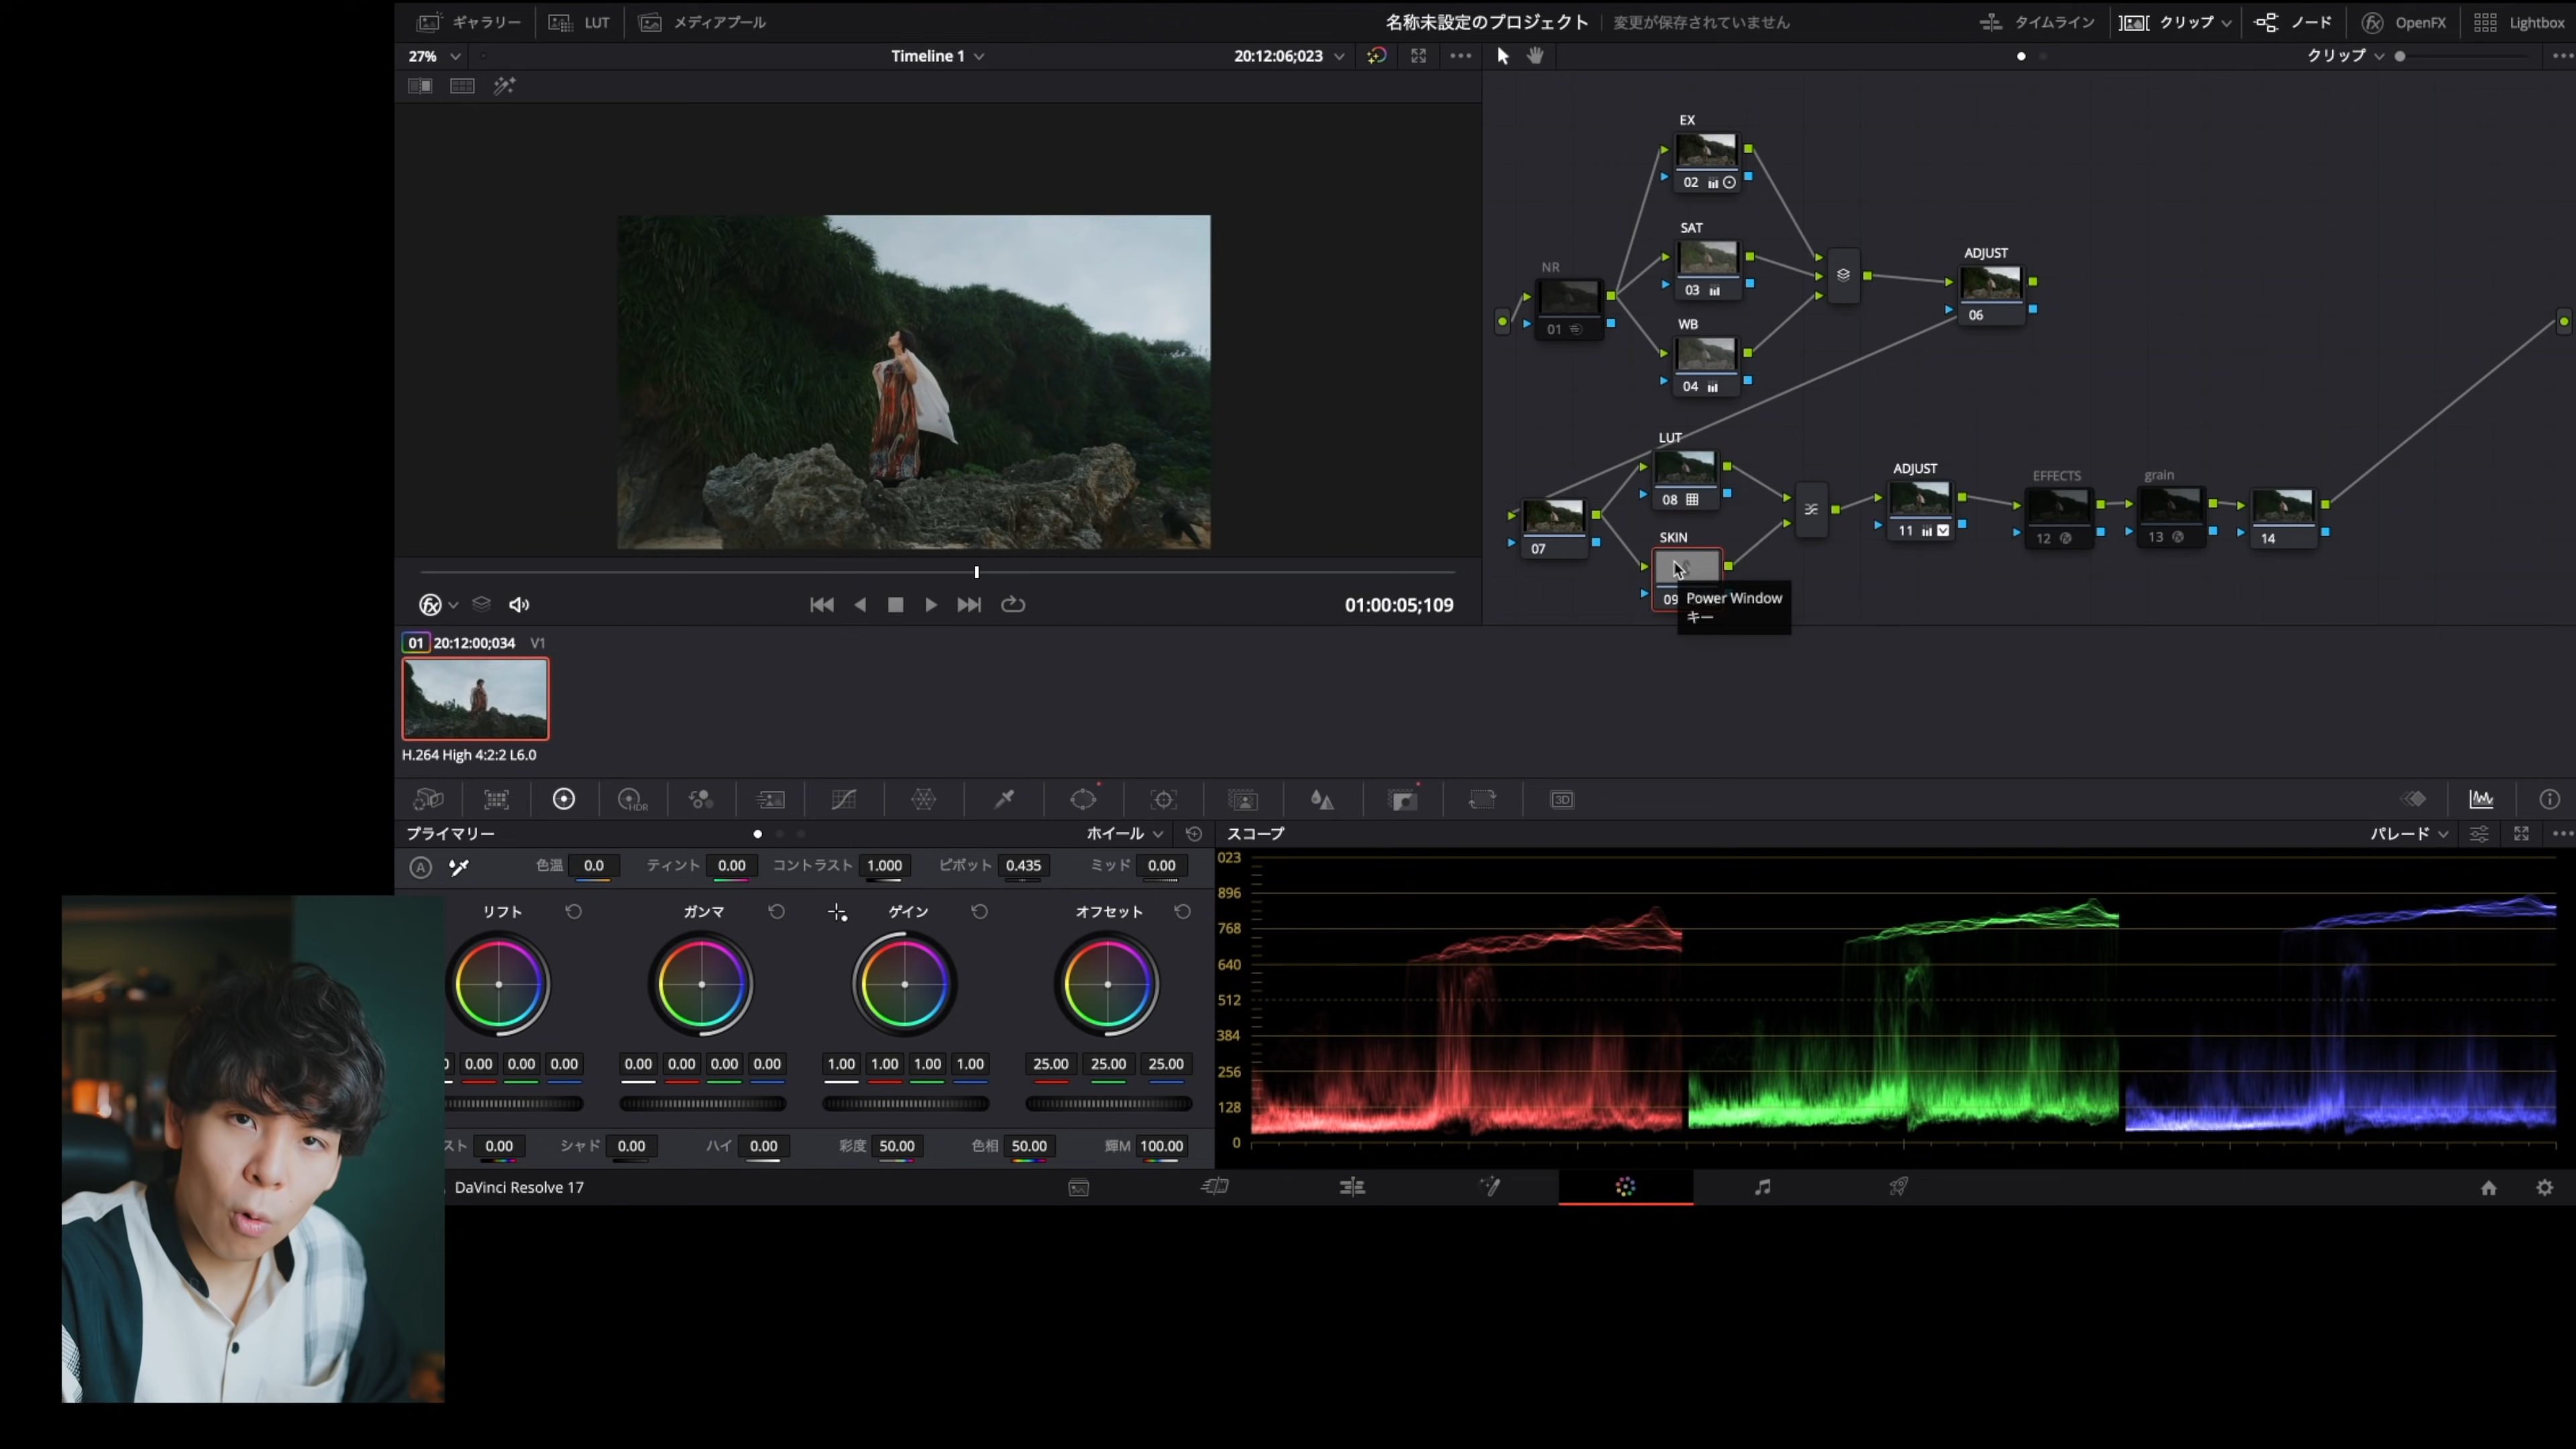 ギャラリー LUT メディアプール 名称未設定のプロジェクト 変更が保存されていません タイムライン クリップ ノード OpenFX Lightbox
27% Timeline 1 20:12:06;023 クリップ
EX
02
SAT
03
NR
01
WB
04
ADJUST
06
LUT
08
07
SKIN
09
Power Window
キー
ADJUST
11
EFFECTS
12
grain
13
14
01:00:05;109
01 20:12:00;034 V1
H.264 High 4:2:2 L6.0
HDR
3D
プライマリー ホイール スコープ パレード
A 色温 0.0 ティント 0.00 コントラスト 1.000 ピボット 0.435 ミッド 0.00
リフト ガンマ ゲイン オフセット
0.00 0.00 0.00 0.00 0.00 0.00 0.00 1.00 1.00 1.00 1.00 25.00 25.00 25.00
スト 0.00 シャド 0.00 ハイ 0.00 彩度 50.00 色相 50.00 輝M 100.00
023
896
768
640
512
384
256
128
0
DaVinci Resolve 17